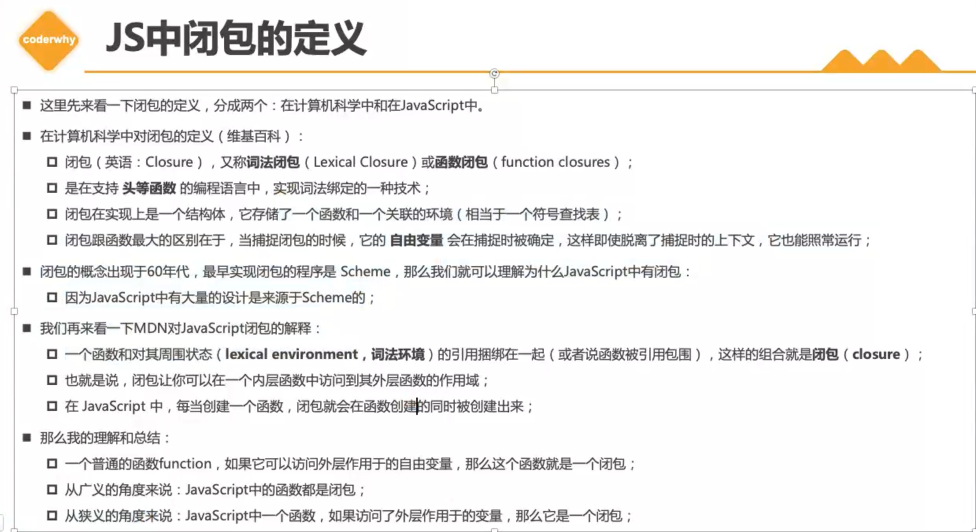 coderwhy
JS中闭包的定义
■ 这里先来看一下闭包的定义，分成两个：在计算机科学中和在JavaScript中。
■ 在计算机科学中对闭包的定义（维基百科）：
□ 闭包（英语：Closure），又称词法闭包（Lexical Closure）或函数闭包（function closures）；
□ 是在支持 头等函数 的编程语言中，实现词法绑定的一种技术；
□ 闭包在实现上是一个结构体，它存储了一个函数和一个关联的环境（相当于一个符号查找表）；
□ 闭包跟函数最大的区别在于，当捕捉闭包的时候，它的 自由变量 会在捕捉时被确定，这样即使脱离了捕捉时的上下文，它也能照常运行；
■ 闭包的概念出现于60年代，最早实现闭包的程序是 Scheme，那么我们就可以理解为什么JavaScript中有闭包：
□ 因为JavaScript中有大量的设计是来源于Scheme的；
■ 我们再来看一下MDN对JavaScript闭包的解释：
□ 一个函数和对其周围状态（lexical environment，词法环境）的引用捆绑在一起（或者说函数被引用包围），这样的组合就是闭包（closure）；
□ 也就是说，闭包让你可以在一个内层函数中访问到其外层函数的作用域；
□ 在 JavaScript 中，每当创建一个函数，闭包就会在函数创建的同时被创建出来；
■ 那么我的理解和总结：
□ 一个普通的函数function，如果它可以访问外层作用于的自由变量，那么这个函数就是一个闭包；
□ 从广义的角度来说：JavaScript中的函数都是闭包；
□ 从狭义的角度来说：JavaScript中一个函数，如果访问了外层作用于的变量，那么它是一个闭包；